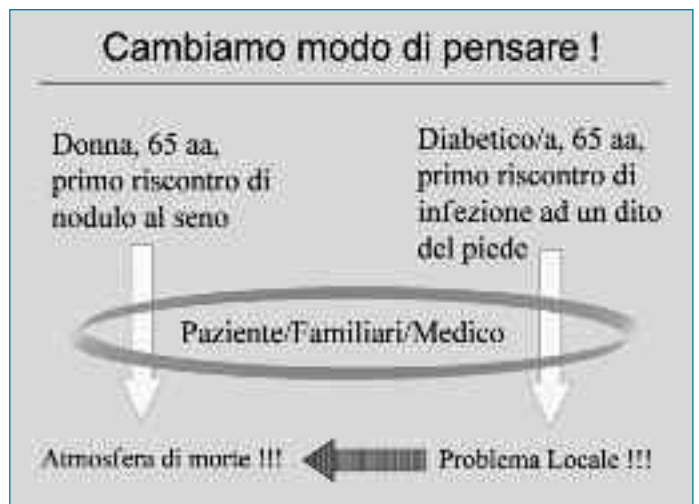 Cambiamo modo di pensare !
Donna, 65 aa,
primo riscontro di
nodulo al seno
Diabetico/a, 65 aa,
primo riscontro di
infezione ad un dito
del piede
Paziente/Familiari/Medico
Atmosfera di morte !!!
Problema Locale !!!